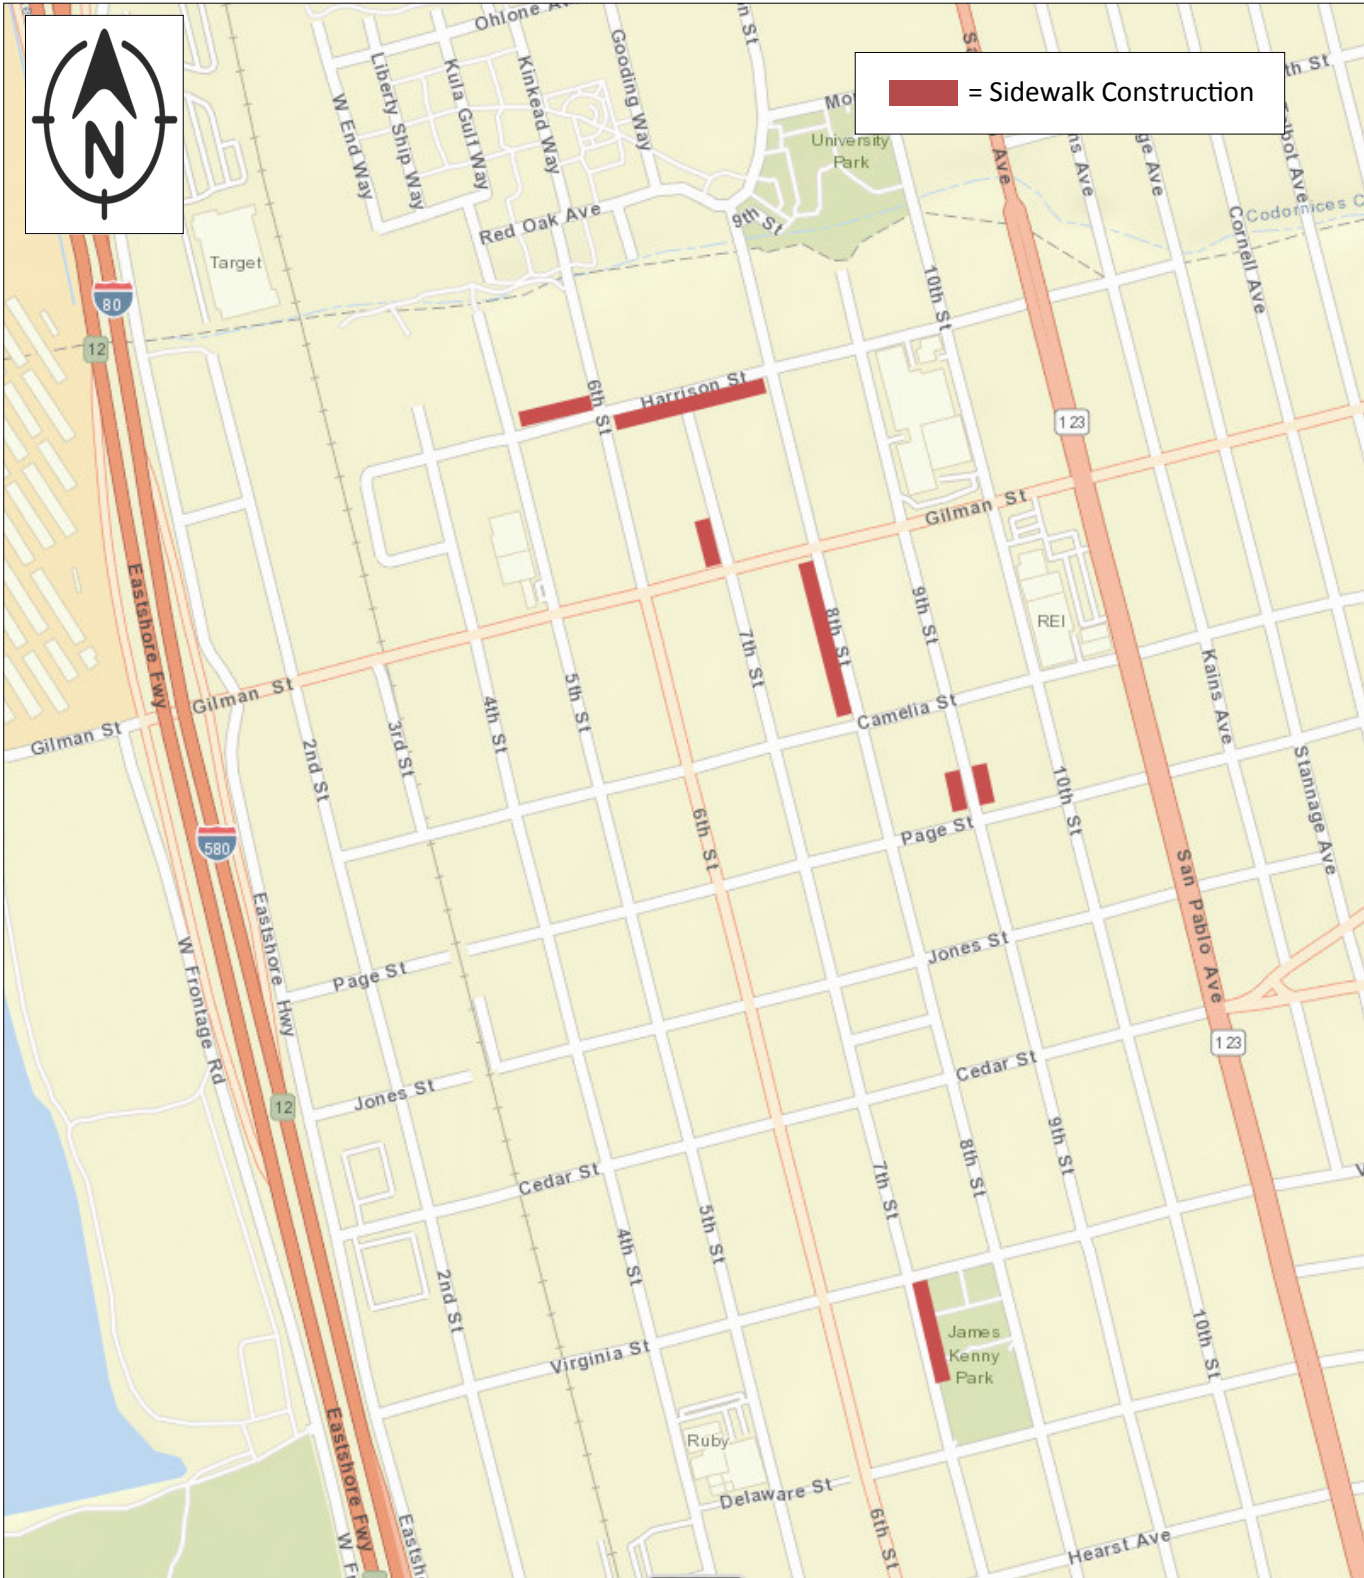 Ohlone
N
Gooding Way
Liberty Ship Way
Kula Gulf Way
Kinkead Way
W End Way
= Sidewalk Construction
University
Park
Red Oak Ave
9th St
Ave
Cornell Ave
Codornices
Target
80
12
10th St
6th St
Harrison St
123
Gilman St
Eastshore Fwy
9th St
8th St
7th St
REI
Kains Ave
Gilman St
Gilman St
5th St
4th St
3rd St
2nd St
Camelia St
Stannage Ave
10th St
6th St
Page St
580
San Pablo Ave
Eastshore Hwy
W Frontage Rd
Page St
Jones St
123
Cedar St
12
Jones St
9th St
8th St
7th St
Cedar St
5th St
4th St
2nd St
James
Kenny
Park
10th St
Virginia St
Ruby
Eastshore Fwy
Delaware St
6th St
Hearst Ave